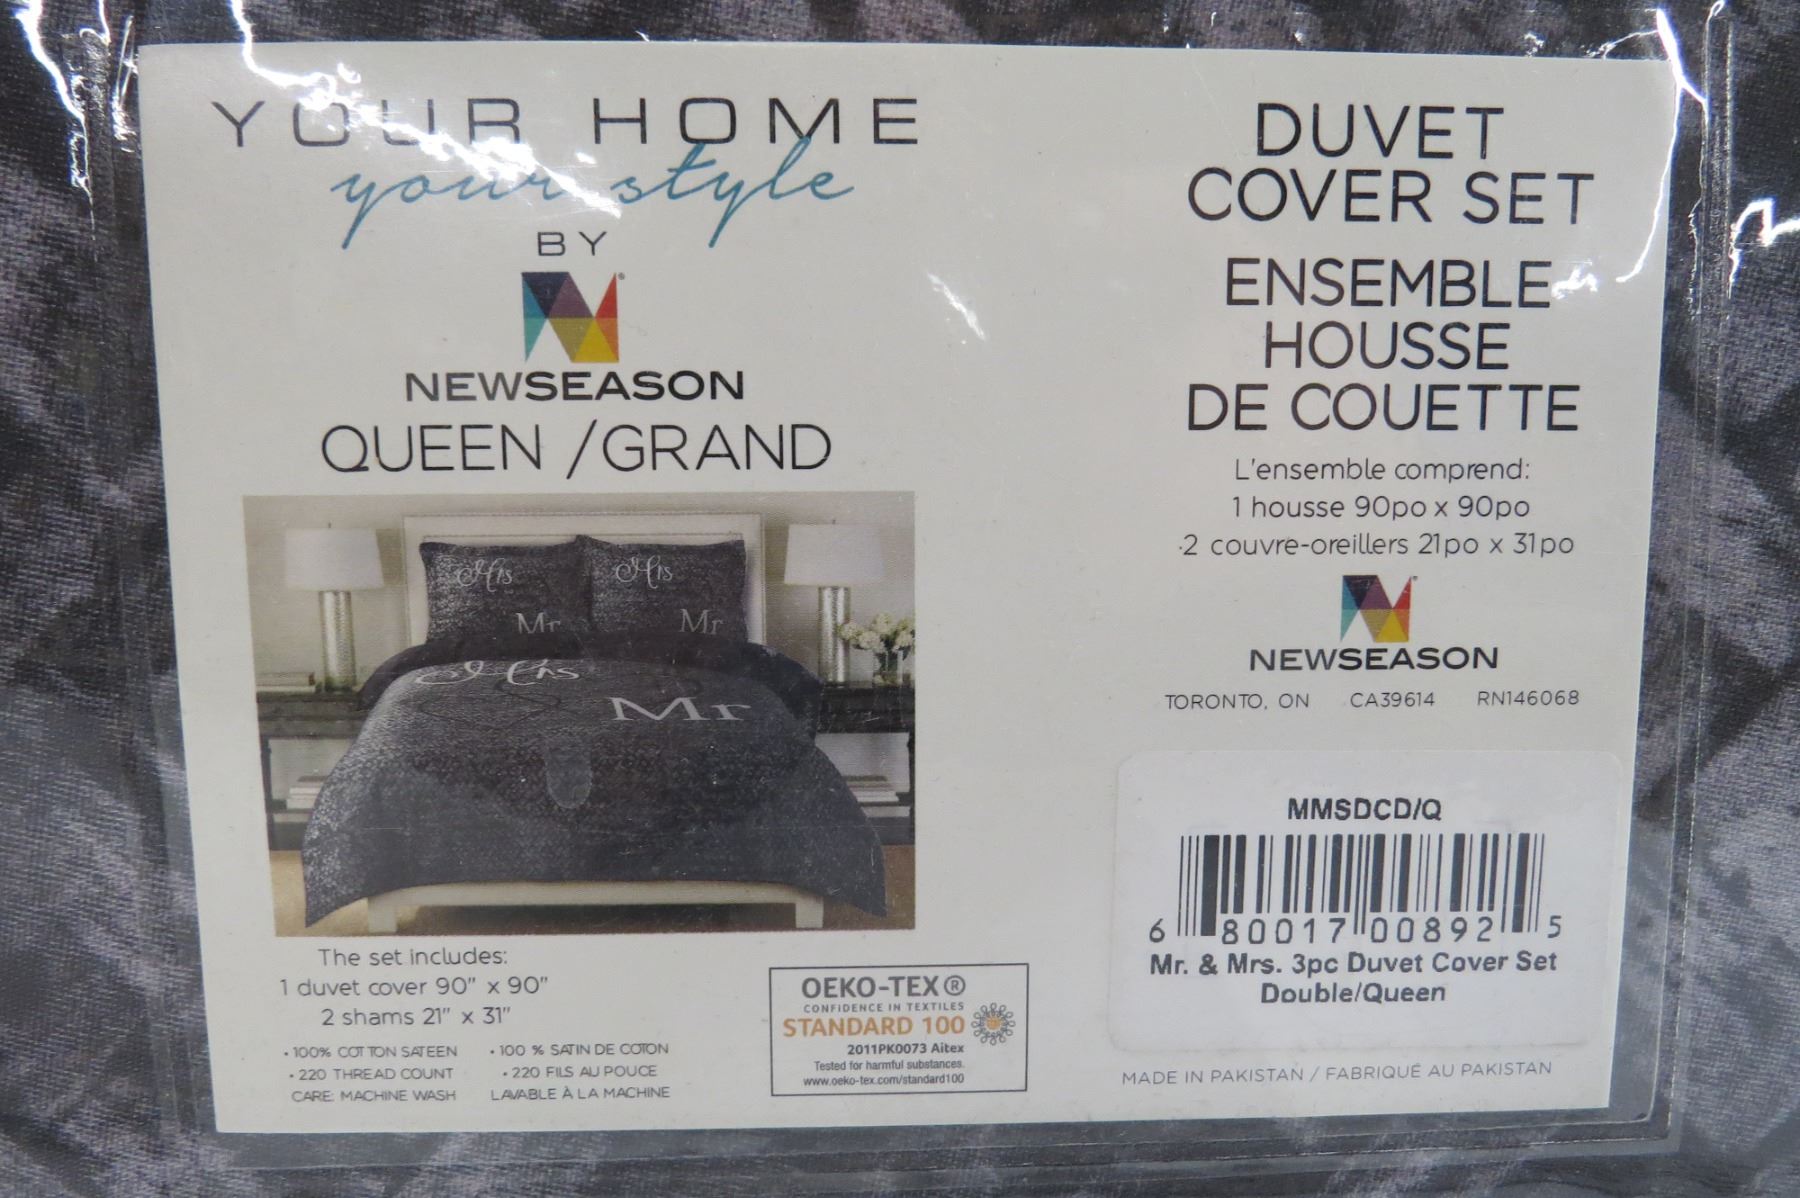 YOUR HOME
your style
BY
NEWSEASON
QUEEN /GRAND
Mrs
Mr
Mrs
Mr
Mrs
Mr
The set includes:
1 duvet cover 90" x 90"
2 shams 21" x 31"
• 100% COTTON SATEEN
• 220 THREAD COUNT
CARE: MACHINE WASH
• 100 % SATIN DE COTON
• 220 FILS AU POUCE
LAVABLE À LA MACHINE
OEKO-TEX®
CONFIDENCE IN TEXTILES
STANDARD 100
2011PK0073 Aitex
Tested for harmful substances.
www.oeko-tex.com/standard100
DUVET
COVER SET
ENSEMBLE
HOUSSE
DE COUETTE
L'ensemble comprend:
1 housse 90po x 90po
·2 couvre-oreillers 21po x 31po
NEWSEASON
TORONTO, ON CA39614 RN146068
MMSDCD/Q
6 80017 00892 5
Mr. & Mrs. 3pc Duvet Cover Set
Double/Queen
MADE IN PAKISTAN / FABRIQUÉ AU PAKISTAN